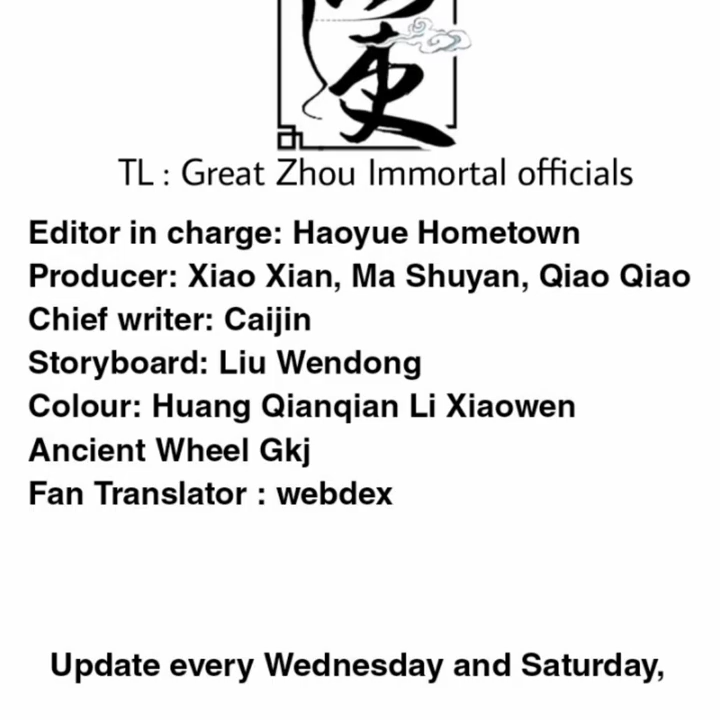 吏
TL : Great Zhou Immortal officials
Editor in charge: Haoyue Hometown
Producer: Xiao Xian, Ma Shuyan, Qiao Qiao
Chief writer: Caijin
Storyboard: Liu Wendong
Colour: Huang Qianqian Li Xiaowen
Ancient Wheel Gkj
Fan Translator : webdex
Update every Wednesday and Saturday,